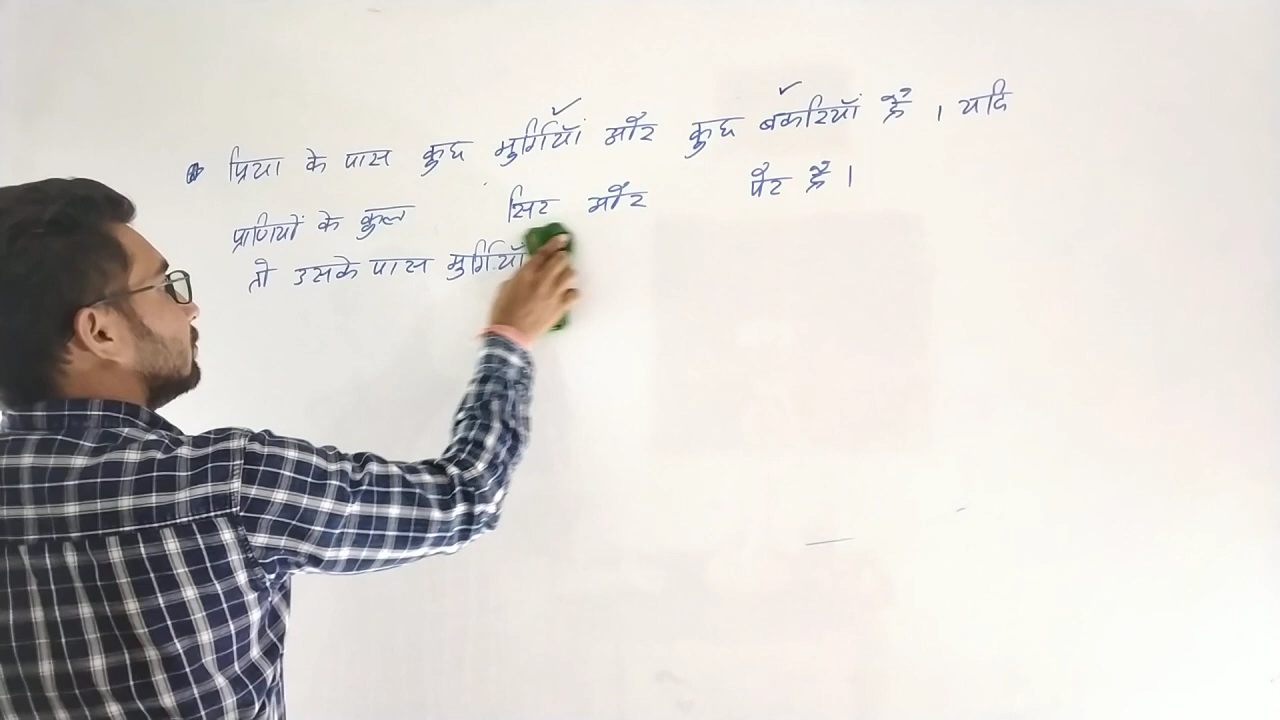 प्रिया के पास कुछ मुर्गियाँ और कुछ बकरियाँ हैं । यदि
प्राणियों के कुल सिर और पैर हैं ।
तो उसके पास मुर्गियाँ